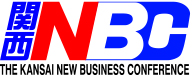 関西 NBC
THE KANSAI NEW BUSINESS CONFERENCE